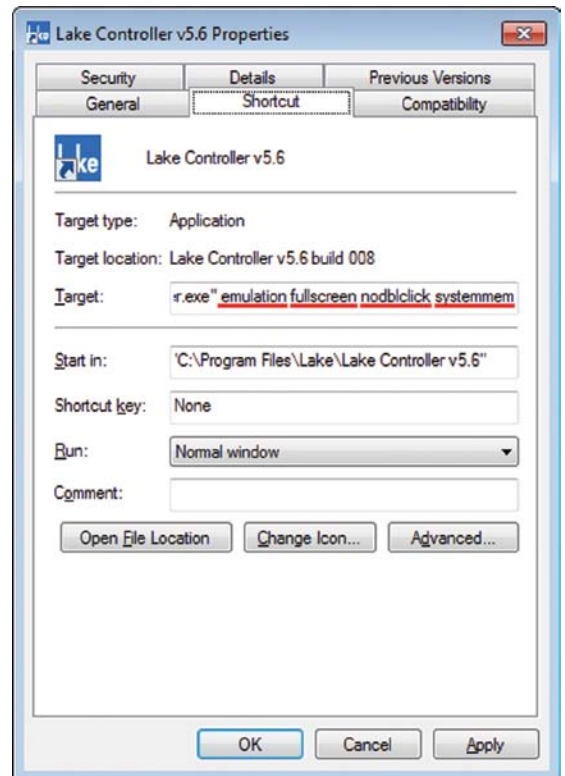 Lake Controller v5.6 Properties
Security Details Previous Versions
General Shortcut Compatibility
Lake
Lake Controller v5.6
Target type: Application
Target location: Lake Controller v5.6 build 008
Target: r.exe" emulation fullscreen nodblclick systemmem
Start in: "C:\Program Files\Lake\Lake Controller v5.6"
Shortcut key: None
Run: Normal window
Comment:
Open File Location Change Icon... Advanced...
OK Cancel Apply